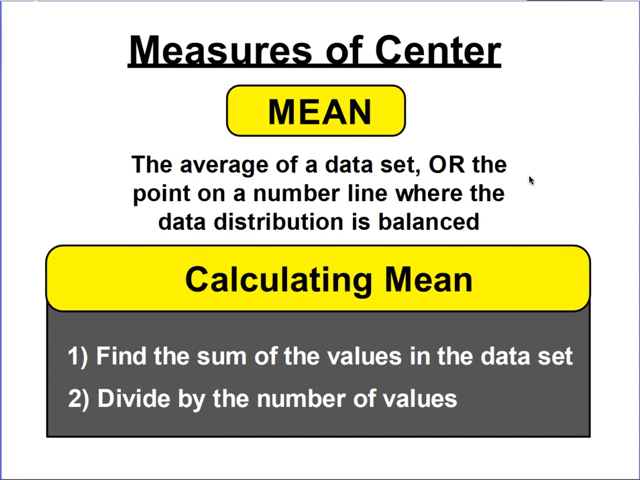 Measures of Center
MEAN
The average of a data set, OR the
point on a number line where the
data distribution is balanced
Calculating Mean
1) Find the sum of the values in the data set
2) Divide by the number of values